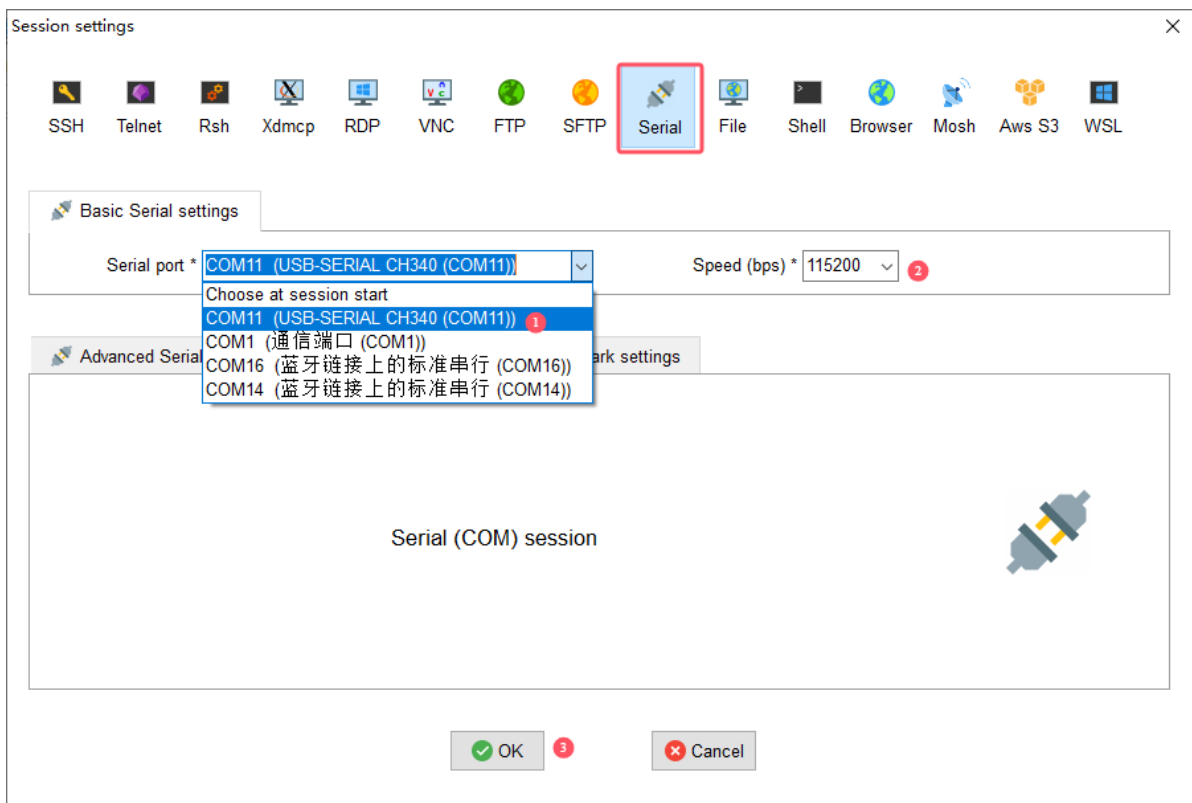 Session settings
SSH Telnet Rsh Xdmcp RDP VNC FTP SFTP Serial File Shell Browser Mosh Aws S3 WSL
Basic Serial settings
Serial port * COM11 (USB-SERIAL CH340 (COM11)) Speed (bps) * 115200 2
Choose at session start
COM11 (USB-SERIAL CH340 (COM11)) 1
COM1 (通信端口 (COM1))
COM16 (蓝牙链接上的标准串行 (COM16))
COM14 (蓝牙链接上的标准串行 (COM14))
Advanced Serial settings
Serial (COM) session
OK 3 Cancel